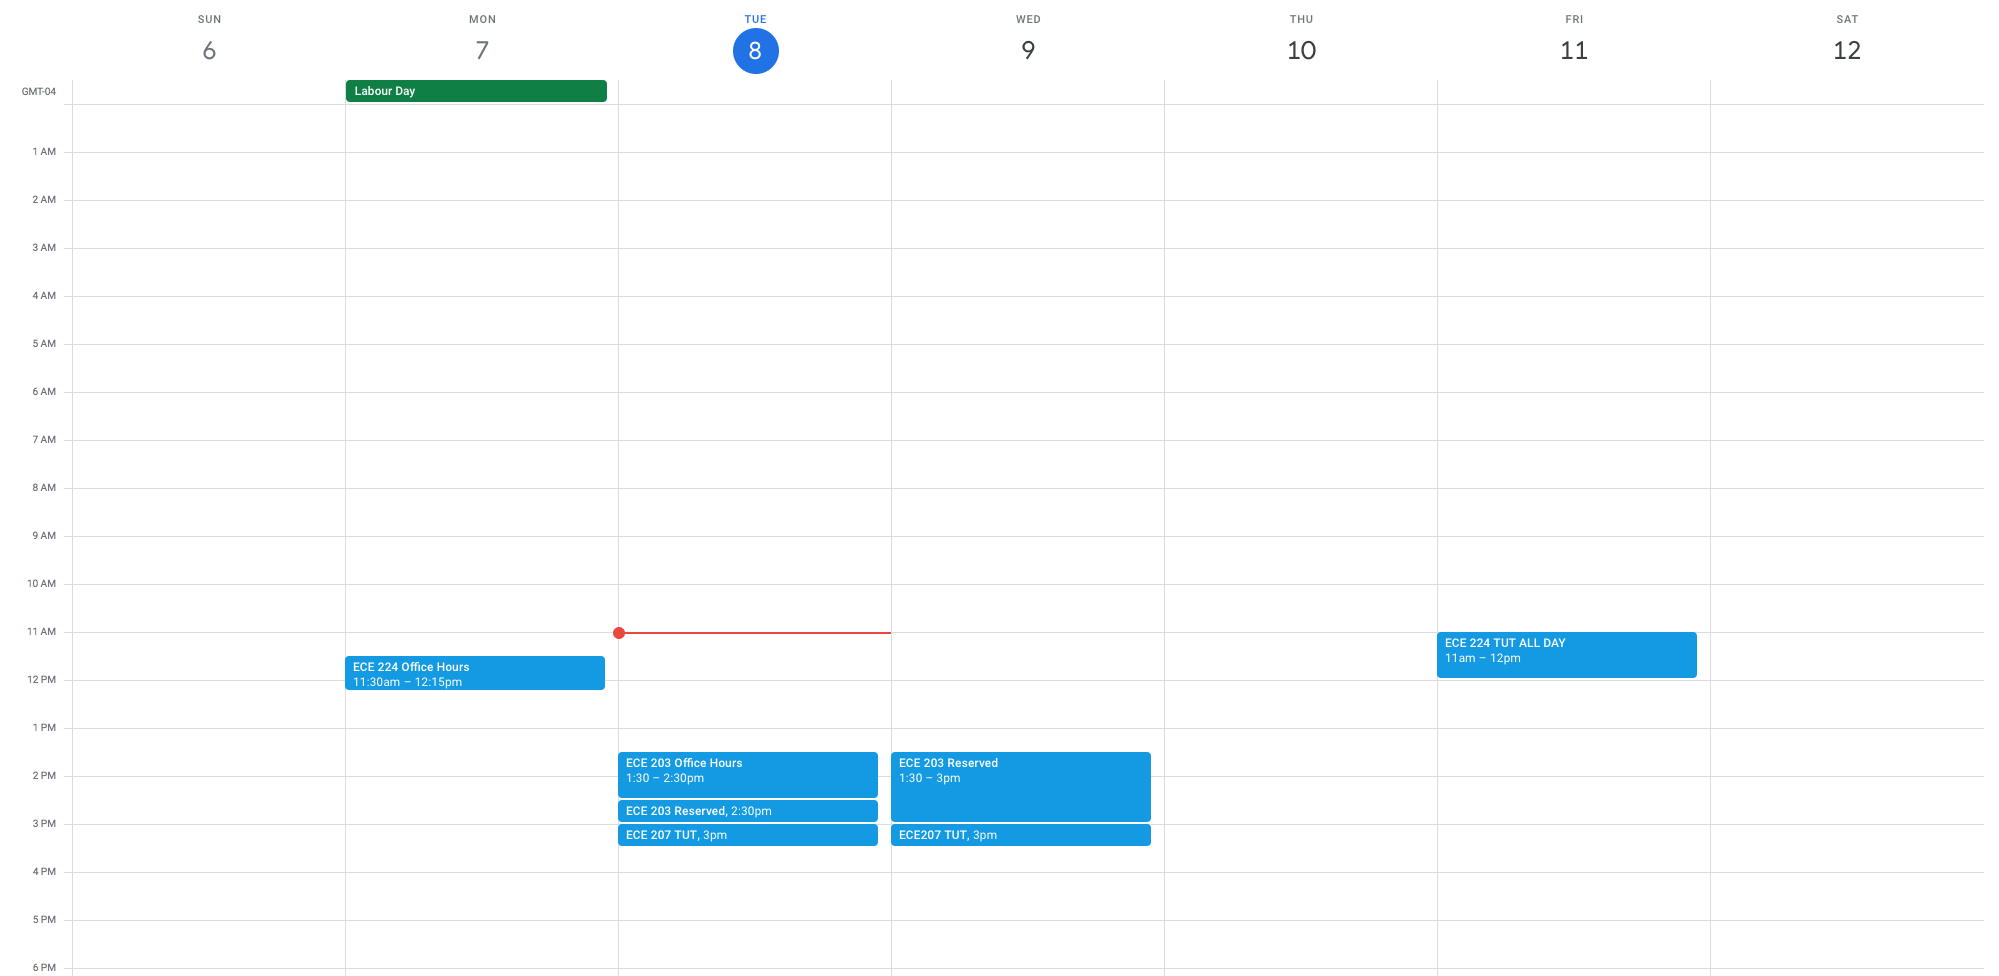 SUN MON TUE WED THU FRI SAT
6 7 8 9 10 11 12
GMT-04
Labour Day
1 AM
2 AM
3 AM
4 AM
5 AM
6 AM
7 AM
8 AM
9 AM
10 AM
11 AM
ECE 224 TUT ALL DAY
11am – 12pm
ECE 224 Office Hours
11:30am – 12:15pm
12 PM
1 PM
ECE 203 Office Hours
1:30 – 2:30pm
ECE 203 Reserved
1:30 – 3pm
2 PM
ECE 203 Reserved, 2:30pm
3 PM
ECE 207 TUT, 3pm
ECE207 TUT, 3pm
4 PM
5 PM
6 PM